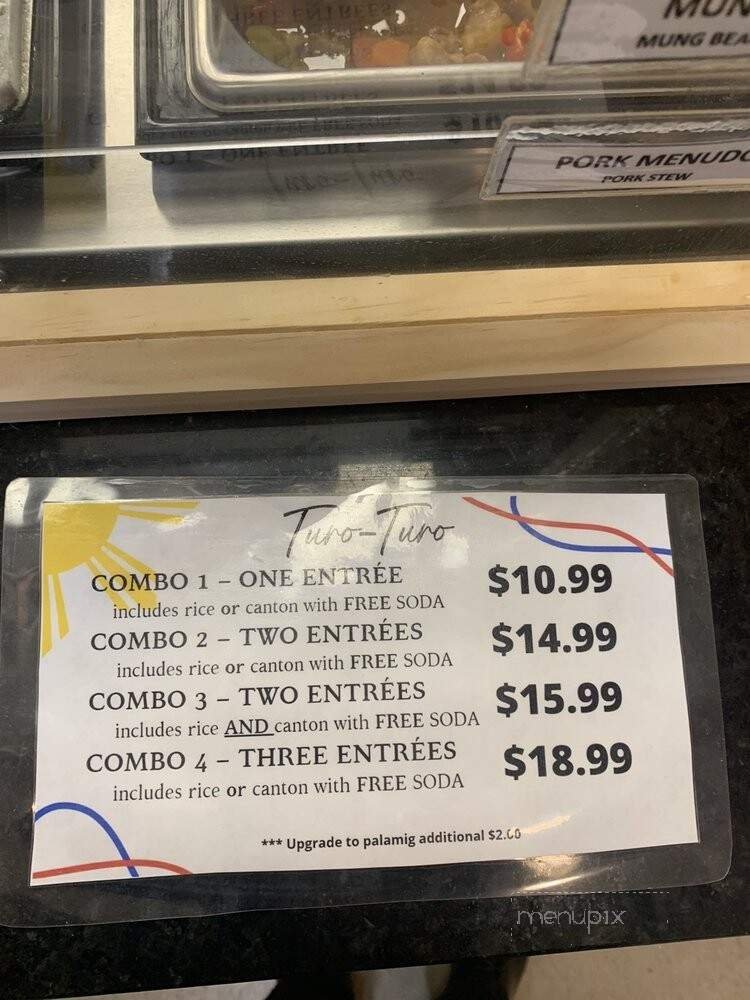 MUN
MUNG BEA
PORK MENUDO
PORK STEW
Turo-Turo
COMBO 1 – ONE ENTRÉE $10.99
includes rice or canton with FREE SODA
COMBO 2 – TWO ENTRÉES $14.99
includes rice or canton with FREE SODA
COMBO 3 – TWO ENTRÉES $15.99
includes rice AND canton with FREE SODA
COMBO 4 – THREE ENTRÉES $18.99
includes rice or canton with FREE SODA
*** Upgrade to palamig additional $2.00
menupix